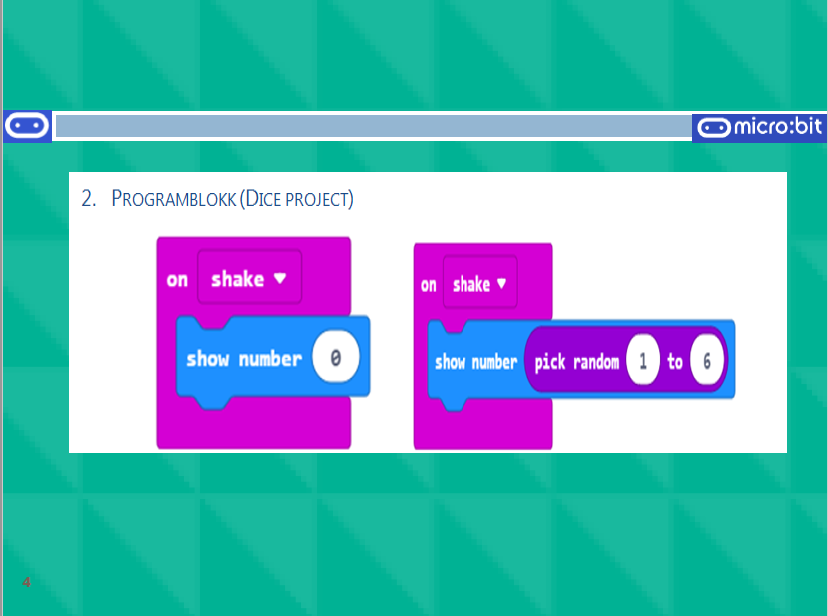 micro:bit
2. PROGRAMBLOKK (DICE PROJECT)
on shake
show number 0
on shake
show number pick random 1 to 6
4